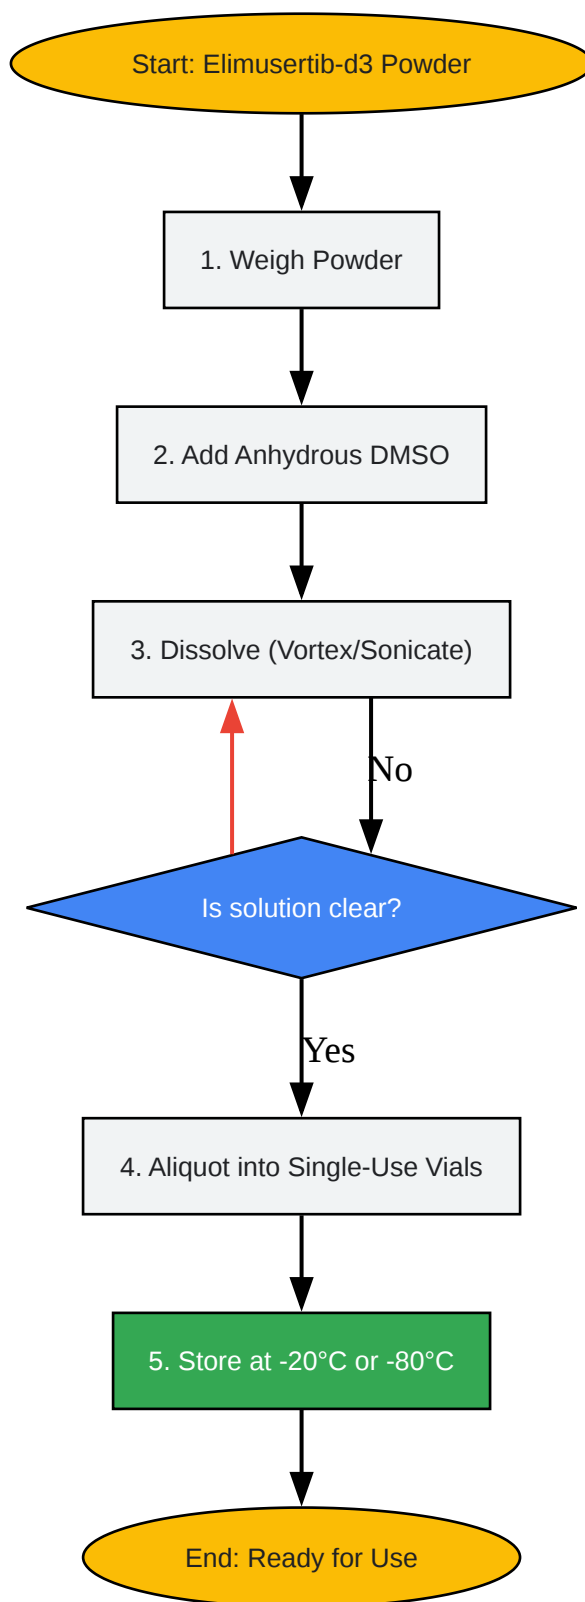 Start: Elimusertib-d3 Powder
1. Weigh Powder
2. Add Anhydrous DMSO
3. Dissolve (Vortex/Sonicate)
No
Is solution clear?
Yes
4. Aliquot into Single-Use Vials
5. Store at -20°C or -80°C
End: Ready for Use